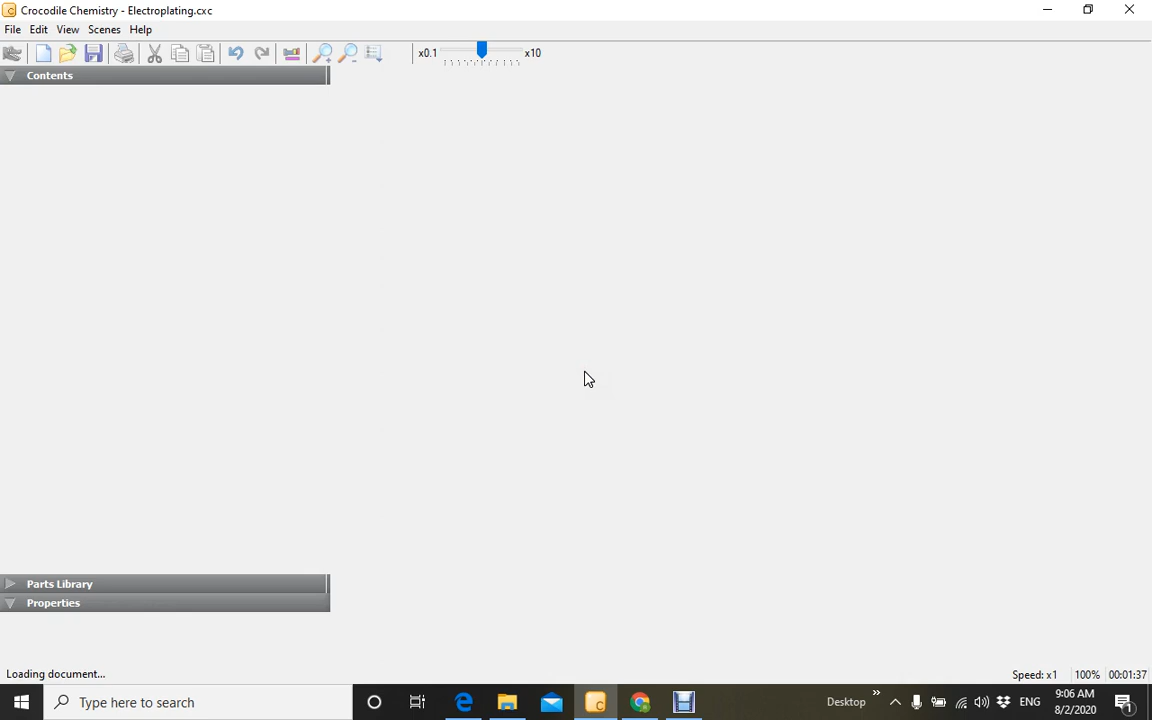 Crocodile Chemistry - Electroplating.cxc
File Edit View Scenes Help
x0.1 x10
Contents
Parts Library
Properties
Loading document... Speed: x1 100% 00:01:37
Type here to search Desktop » ENG 9:06 AM
8/2/2020 1